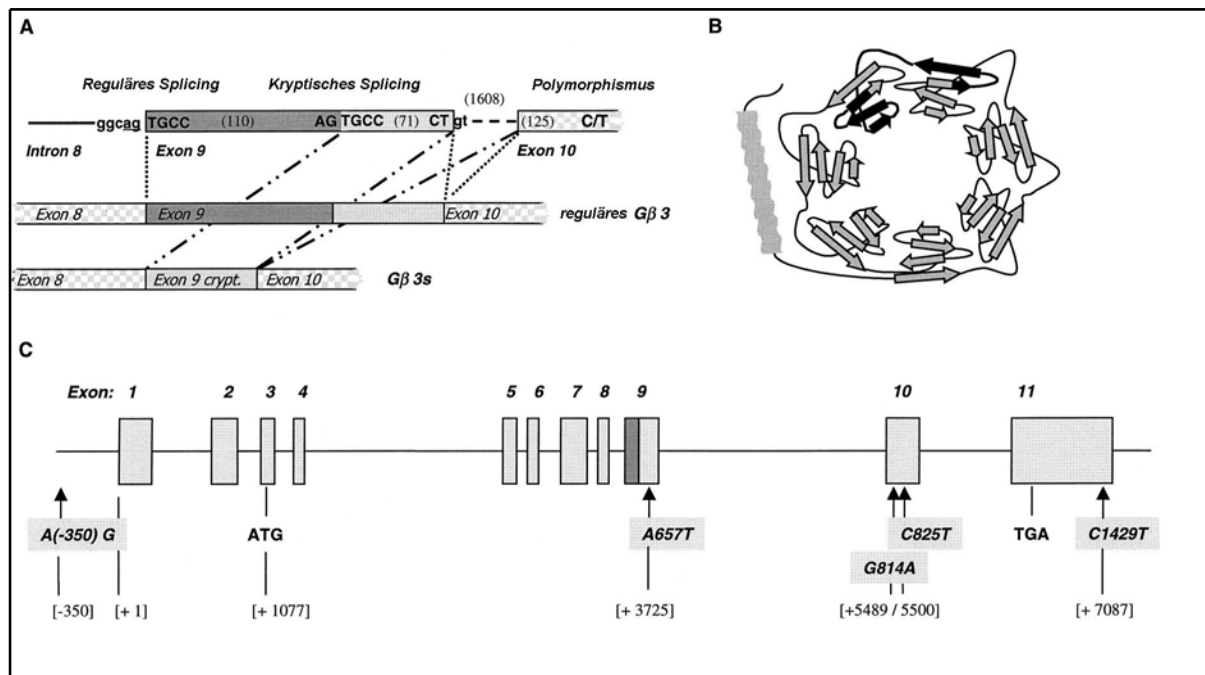 A
B
Reguläres Splicing Kryptisches Splicing Polymorphismus
(1608)
ggcag TGCC (110) AG TGCC (71) CT gt (125) C/T
Intron 8 Exon 9 Exon 10
Exon 8 Exon 9 Exon 10 reguläres Gβ 3
Exon 8 Exon 9 crypt. Exon 10 Gβ 3s
C
Exon: 1 2 3 4 5 6 7 8 9 10 11
A(-350) G ATG A657T C825T TGA C1429T
G814A
[-350] [+ 1] [+ 1077] [+ 3725] [+5489 / 5500] [+ 7087]